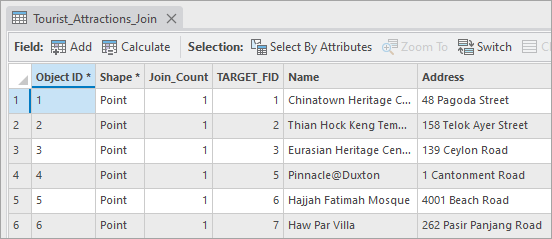 Tourist_Attractions_Join
Field: Add Calculate Selection: Select By Attributes Zoom To Switch Cl
Object ID * Shape * Join_Count TARGET_FID Name Address
1 1 Point 1 1 Chinatown Heritage C... 48 Pagoda Street
2 2 Point 1 2 Thian Hock Keng Tem... 158 Telok Ayer Street
3 3 Point 1 3 Eurasian Heritage Cen... 139 Ceylon Road
4 4 Point 1 5 Pinnacle@Duxton 1 Cantonment Road
5 5 Point 1 6 Hajjah Fatimah Mosque 4001 Beach Road
6 6 Point 1 7 Haw Par Villa 262 Pasir Panjang Road